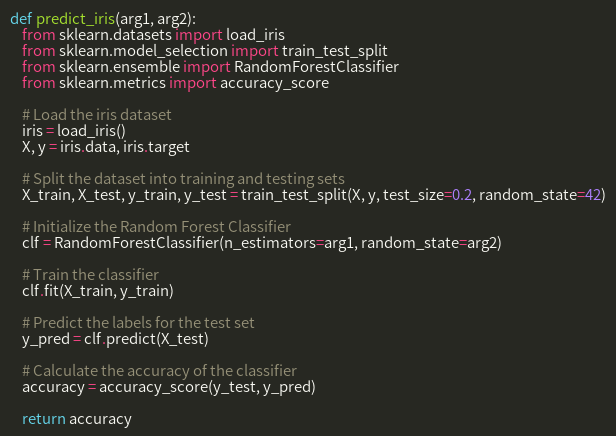 def predict_iris(arg1, arg2):
    from sklearn.datasets import load_iris
    from sklearn.model_selection import train_test_split
    from sklearn.ensemble import RandomForestClassifier
    from sklearn.metrics import accuracy_score

    # Load the iris dataset
    iris = load_iris()
    X, y = iris.data, iris.target

    # Split the dataset into training and testing sets
    X_train, X_test, y_train, y_test = train_test_split(X, y, test_size=0.2, random_state=42)

    # Initialize the Random Forest Classifier
    clf = RandomForestClassifier(n_estimators=arg1, random_state=arg2)

    # Train the classifier
    clf.fit(X_train, y_train)

    # Predict the labels for the test set
    y_pred = clf.predict(X_test)

    # Calculate the accuracy of the classifier
    accuracy = accuracy_score(y_test, y_pred)

    return accuracy